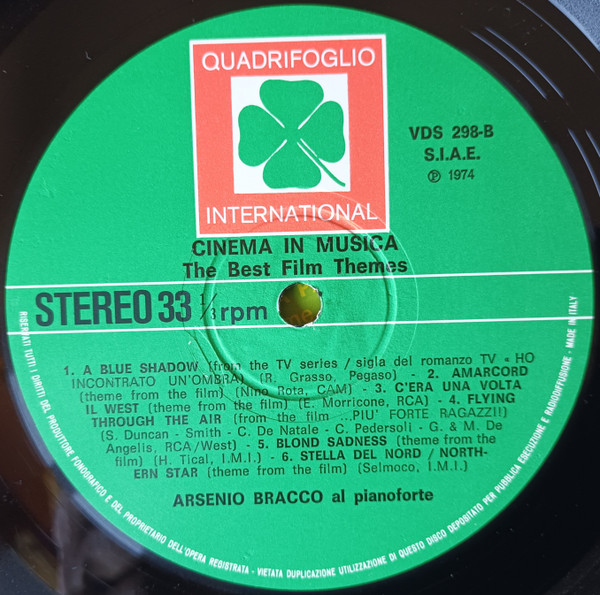 QUADRIFOGLIO
INTERNATIONAL
VDS 298-B
S.I.A.E.
Ⓟ 1974
CINEMA IN MUSICA
The Best Film Themes
STEREO 33 1/3 rpm
1. A BLUE SHADOW (from the TV series / sigla del romanzo TV « HO
INCONTRATO UN'OMBRA) (R. Grasso, Pegaso) - 2. AMARCORD
(theme from the film) (Nino Rota, CAM) - 3. C'ERA UNA VOLTA
IL WEST (theme from the film) (E. Morricone, RCA) - 4. FLYING
THROUGH THE AIR (from the film ...PIU' FORTE RAGAZZI!)
(S. Duncan - Smith - C. De Natale - C. Pedersoli - G. & M. De
Angelis, RCA/West) - 5. BLOND SADNESS (theme from the
film) (H. Tical, I.M.I.) - 6. STELLA DEL NORD / NORTH-
ERN STAR (theme from the film) (Selmoco, I.M.I.)
ARSENIO BRACCO al pianoforte
RISERVATI TUTTI I DIRITTI DEL PRODUTTORE FONOGRAFICO E DEL PROPRIETARIO DELL'OPERA REGISTRATA - VIETATA DUPLICAZIONE UTILIZZAZIONE DI QUESTO DISCO DEPOSITATO PER PUBBLICA ESECUZIONE E RADIODIFFUSIONE. - MADE IN ITALY